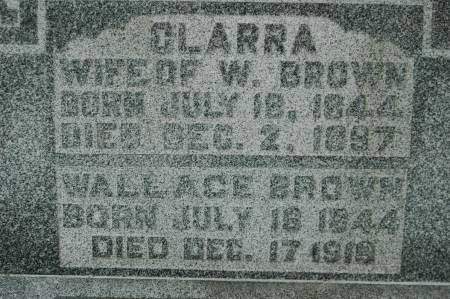 CLARRA
WIFE OF W. BROWN
BORN JULY 18, 1844
DIED DEC. 2, 1897
WALLACE BROWN
BORN JULY 18 1844
DIED DEC. 17 1918